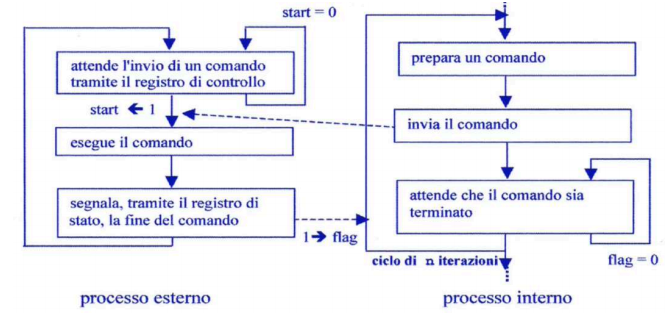 start = 0
attende l'invio di un comando
tramite il registro di controllo
start ← 1
esegue il comando
segnala, tramite il registro di
stato, la fine del comando
1→ flag
processo esterno
prepara un comando
invia il comando
attende che il comando sia
terminato
ciclo di n iterazioni
flag = 0
processo interno